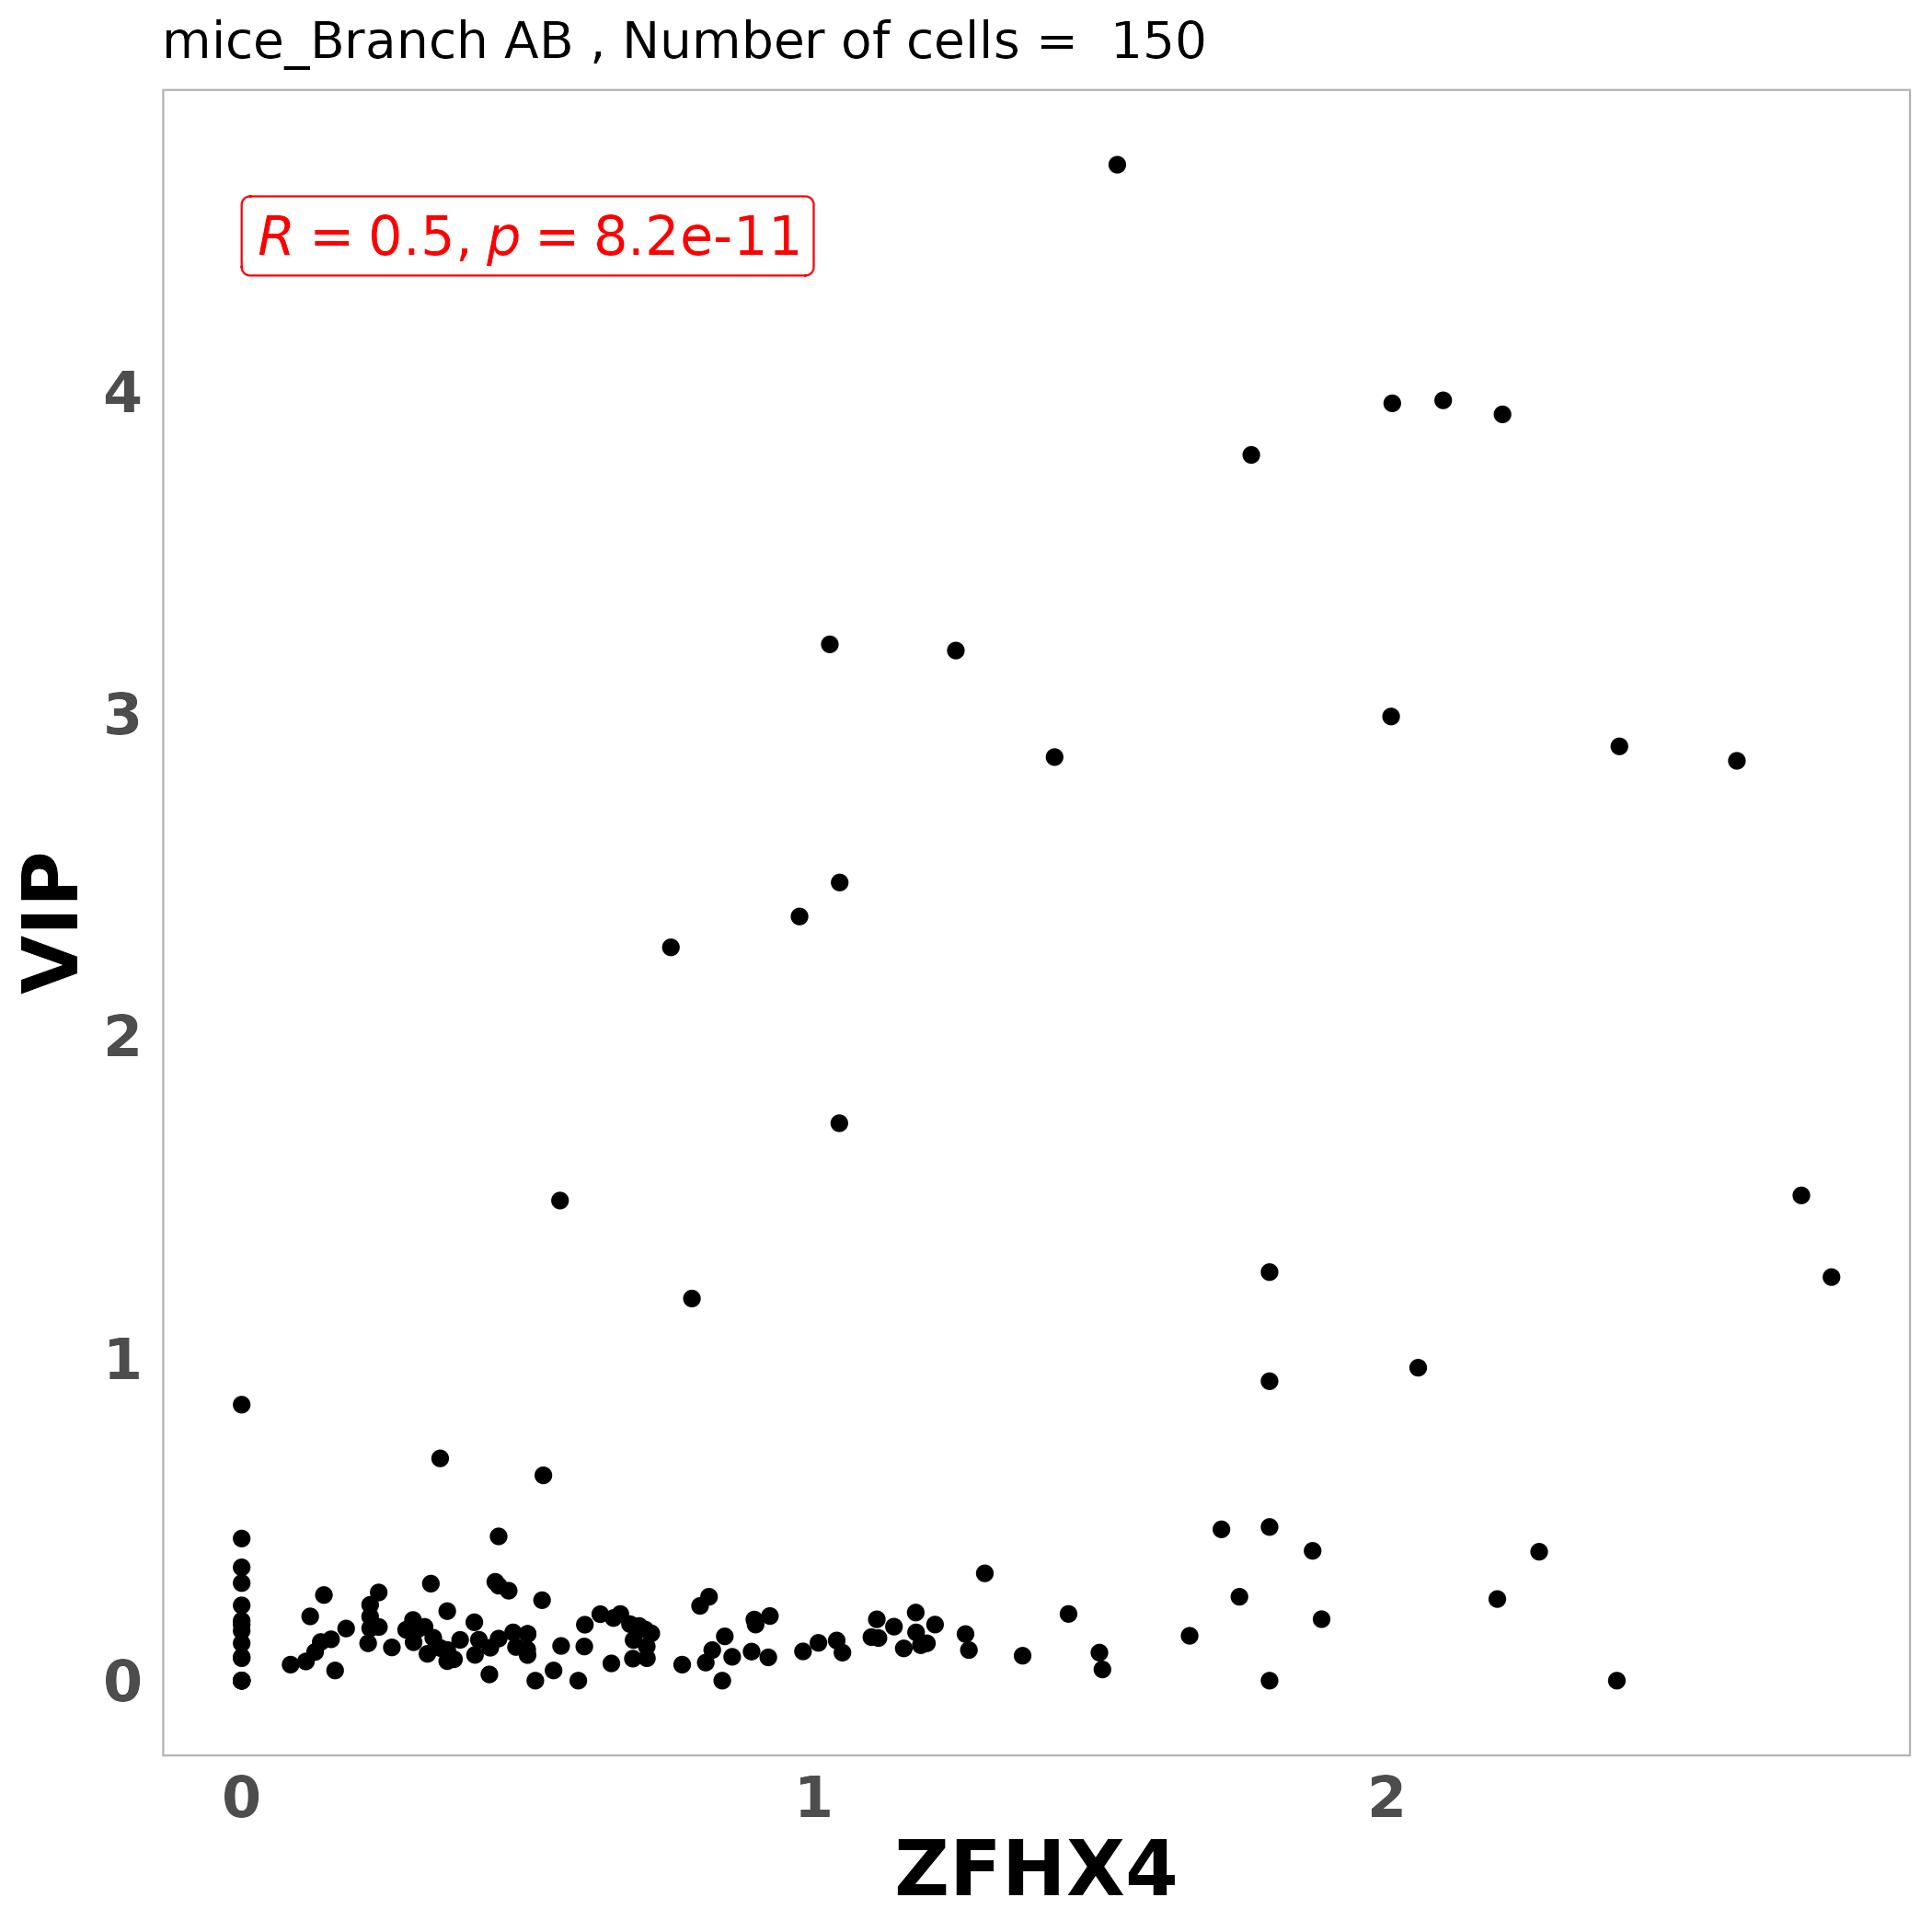 mice_Branch AB , Number of cells =  150
R = 0.5, p = 8.2e-11
4
3
2
1
0
VIP
0 1 2
ZFHX4